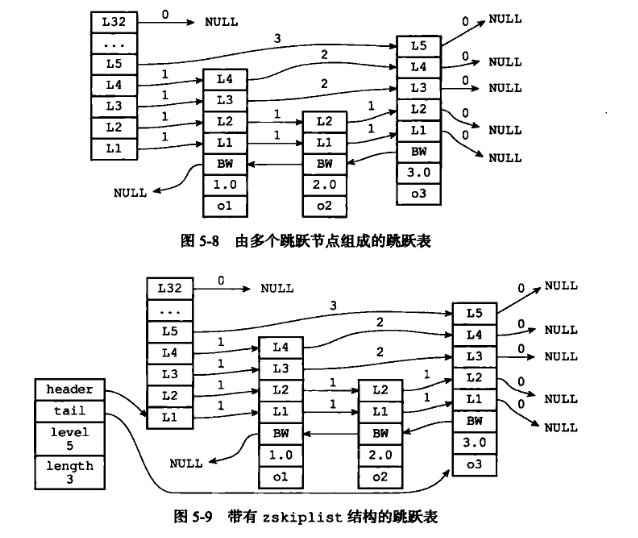 L32 0 NULL
...
L5 3 L5 0 NULL
L4 1 L4 2 L4 0 NULL
L3 1 L3 2 L3 0 NULL
L2 1 L2 1 L2 1 L2 0 NULL
L1 1 L1 1 L1 1 L1 0 NULL
BW BW BW
NULL 1.0 2.0 3.0
o1 o2 o3
图 5-8 由多个跳跃节点组成的跳跃表
L32 0 NULL
...
L5 3 L5 0 NULL
L4 1 L4 2 L4 0 NULL
L3 1 L3 2 L3 0 NULL
header L2 1 L2 1 L2 1 L2 0 NULL
tail L1 1 L1 1 L1 1 L1 0 NULL
level BW BW BW
5 NULL 1.0 2.0 3.0
length o1 o2 o3
3
图 5-9 带有 zskiplist 结构的跳跃表